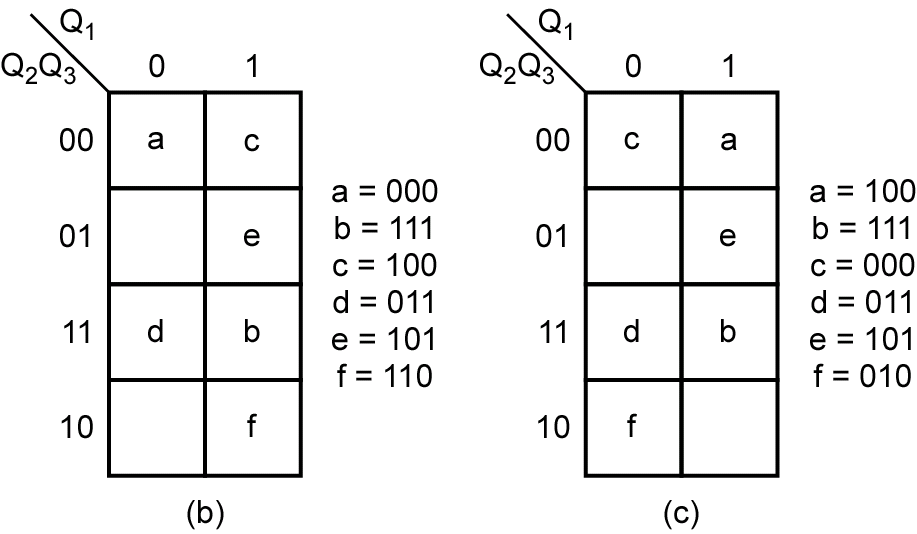 Q1
Q2Q3 0 1
00 a c
01 e
11 d b
10 f
a = 000
b = 111
c = 100
d = 011
e = 101
f = 110
(b)
Q1
Q2Q3 0 1
00 c a
01 e
11 d b
10 f
a = 100
b = 111
c = 000
d = 011
e = 101
f = 010
(c)